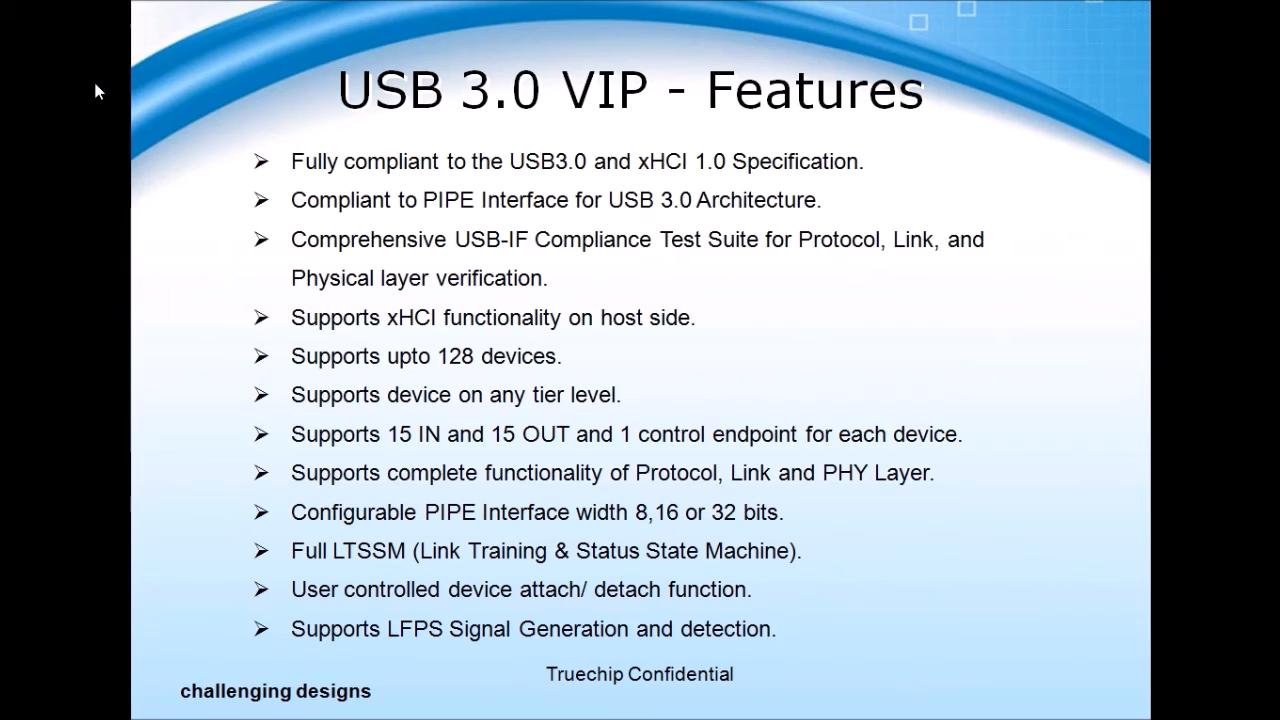 USB 3.0 VIP - Features
➢ Fully compliant to the USB3.0 and xHCI 1.0 Specification.
➢ Compliant to PIPE Interface for USB 3.0 Architecture.
➢ Comprehensive USB-IF Compliance Test Suite for Protocol, Link, and
Physical layer verification.
➢ Supports xHCI functionality on host side.
➢ Supports upto 128 devices.
➢ Supports device on any tier level.
➢ Supports 15 IN and 15 OUT and 1 control endpoint for each device.
➢ Supports complete functionality of Protocol, Link and PHY Layer.
➢ Configurable PIPE Interface width 8,16 or 32 bits.
➢ Full LTSSM (Link Training & Status State Machine).
➢ User controlled device attach/ detach function.
➢ Supports LFPS Signal Generation and detection.
Truechip Confidential
challenging designs